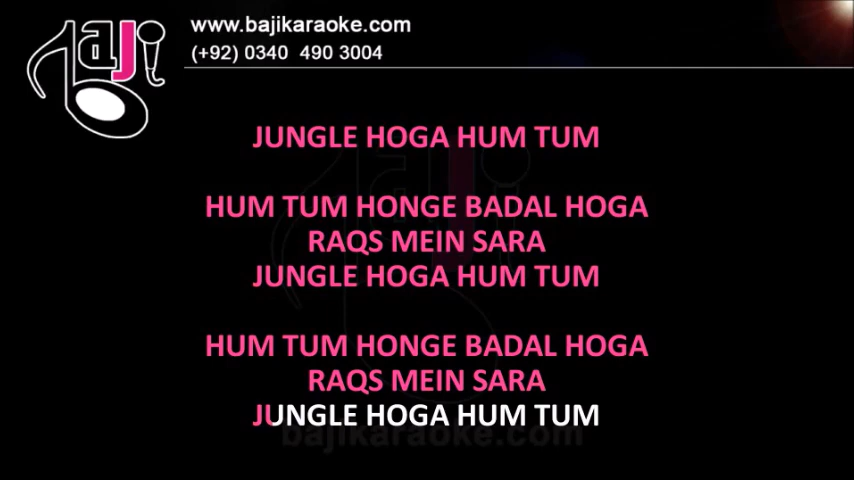 baji
www.bajikaraoke.com
(+92) 0340 490 3004
JUNGLE HOGA HUM TUM
HUM TUM HONGE BADAL HOGA
RAQS MEIN SARA
JUNGLE HOGA HUM TUM
HUM TUM HONGE BADAL HOGA
RAQS MEIN SARA
JUNGLE HOGA HUM TUM
bajikaraoke.com